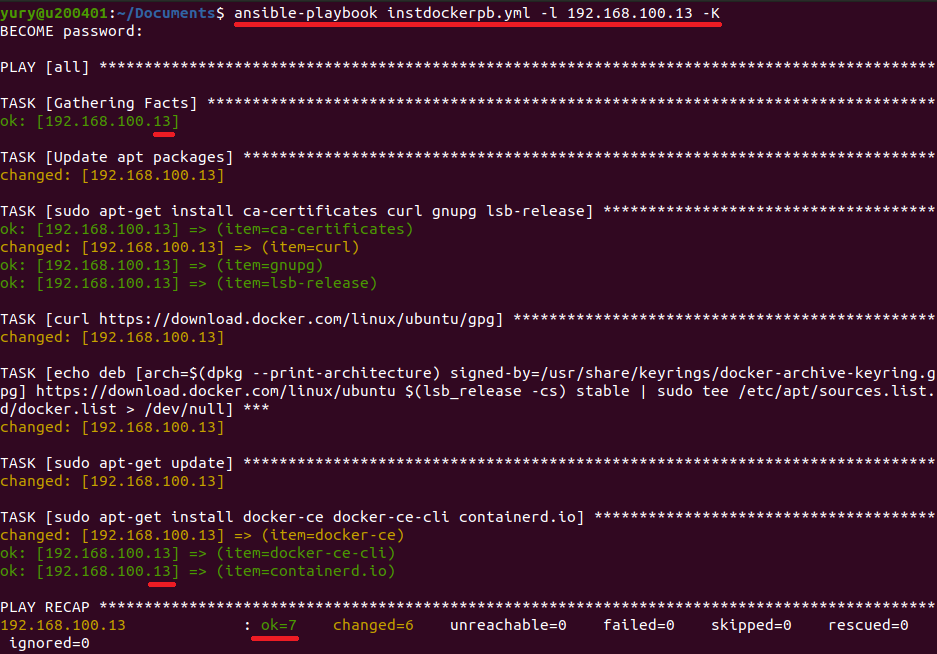 yury@u200401:~/Documents$ ansible-playbook instdockerpb.yml -l 192.168.100.13 -K
BECOME password:
PLAY [all] *********************************************************************************************
TASK [Gathering Facts] *********************************************************************************
ok: [192.168.100.13]
TASK [Update apt packages] *****************************************************************************
changed: [192.168.100.13]
TASK [sudo apt-get install ca-certificates curl gnupg lsb-release] *************************************
ok: [192.168.100.13] => (item=ca-certificates)
changed: [192.168.100.13] => (item=curl)
ok: [192.168.100.13] => (item=gnupg)
ok: [192.168.100.13] => (item=lsb-release)
TASK [curl https://download.docker.com/linux/ubuntu/gpg] ***********************************************
changed: [192.168.100.13]
TASK [echo deb [arch=$(dpkg --print-architecture) signed-by=/usr/share/keyrings/docker-archive-keyring.g
pg] https://download.docker.com/linux/ubuntu $(lsb_release -cs) stable | sudo tee /etc/apt/sources.list.
d/docker.list > /dev/null] ***
changed: [192.168.100.13]
TASK [sudo apt-get update] *****************************************************************************
changed: [192.168.100.13]
TASK [sudo apt-get install docker-ce docker-ce-cli containerd.io] **************************************
changed: [192.168.100.13] => (item=docker-ce)
ok: [192.168.100.13] => (item=docker-ce-cli)
ok: [192.168.100.13] => (item=containerd.io)
PLAY RECAP *********************************************************************************************
192.168.100.13             : ok=7    changed=6    unreachable=0    failed=0    skipped=0    rescued=0
 ignored=0